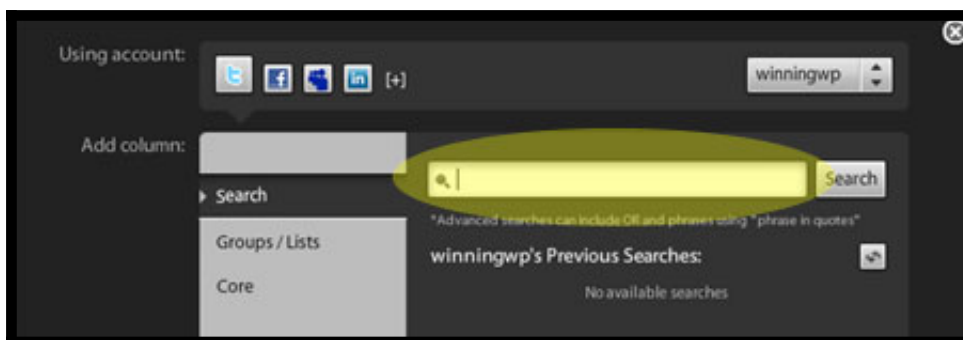 Using account:
[+]
winningwp
Add column:
Search
Search
"Advanced searches can include OR and phrases using "phrase in quotes"
Groups / Lists
winningwp's Previous Searches:
Core
No available searches